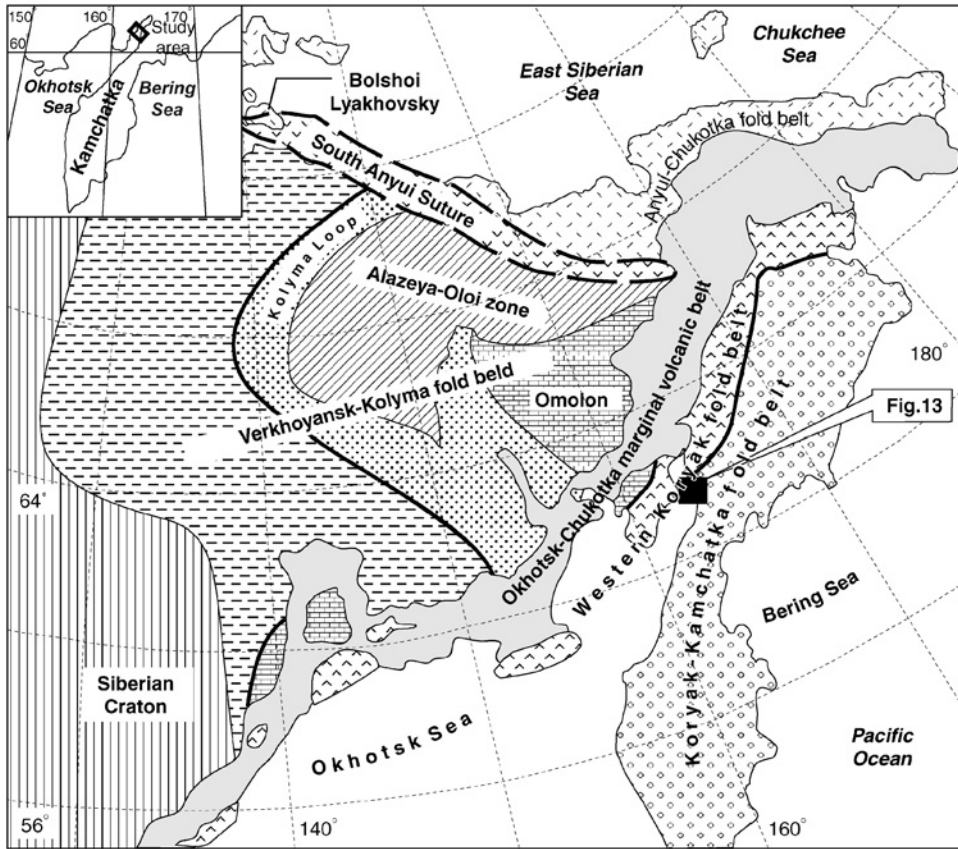 150°
160°
170°
60
Study
area
Okhotsk
Sea
Bering
Sea
Kamchatka
Bolshoi
Lyakhovsky
East Siberian
Sea
Chukchee
Sea
Anyui-Chukotka fold belt
South Anyui Suture
Kolyma Loop
Alazeya-Oloi zone
Verkhoyansk-Kolyma fold beld
Omolon
Okhotsk-Chukotka marginal volcanic belt
Western Koryak fold belt
Koryak-Kamchatka fold belt
180°
Fig.13
64°
Bering Sea
Siberian
Craton
Okhotsk Sea
Pacific
Ocean
56°
140°
160°